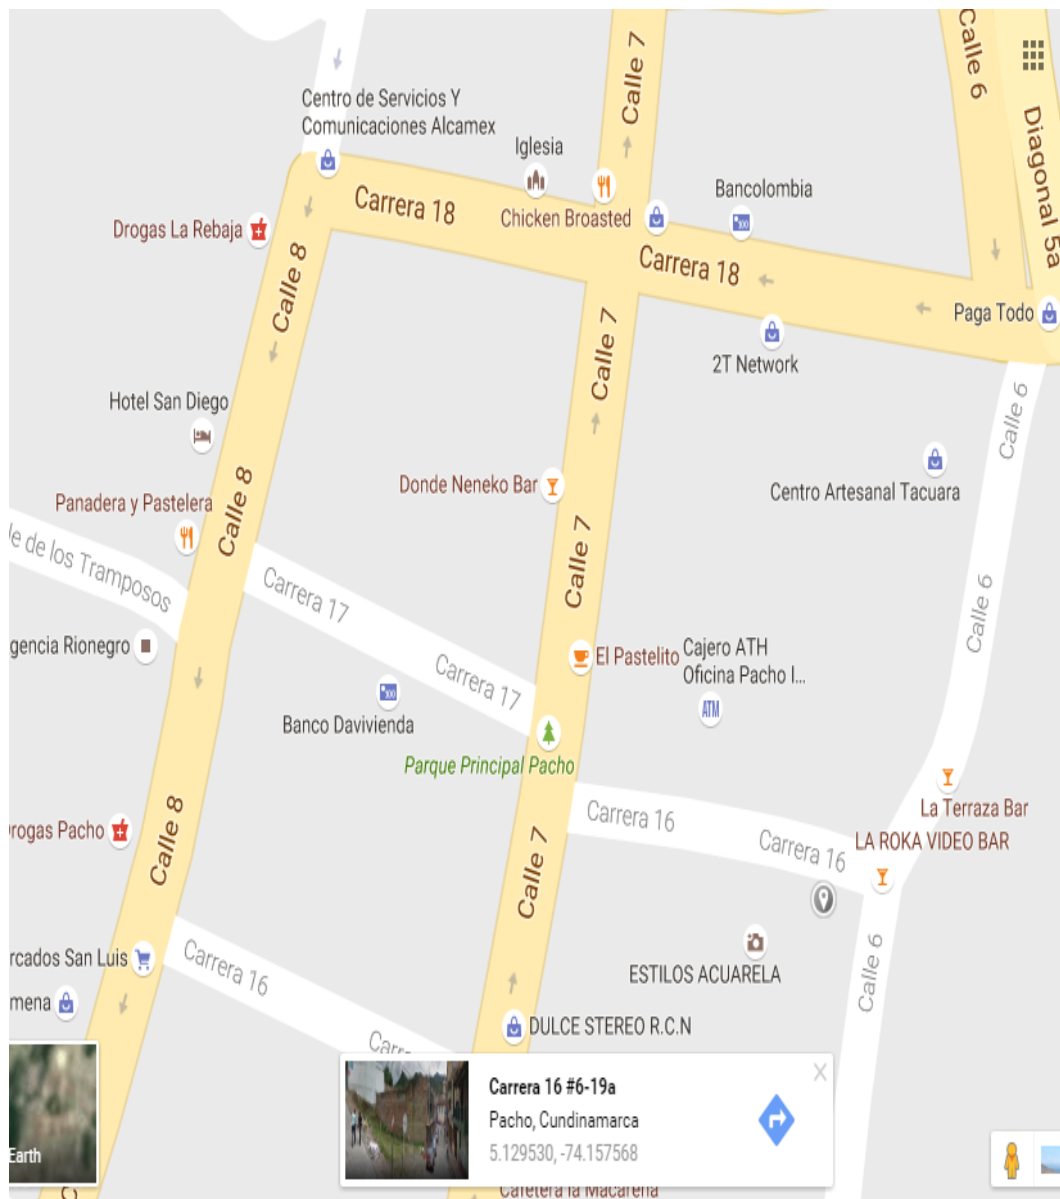 Calle 7
Calle 6
Centro de Servicios Y
Comunicaciones Alcamex
Diagonal 5a
Iglesia
Bancolombia
Carrera 18
Chicken Broasted
Drogas La Rebaja
Carrera 18
Calle 8
Paga Todo
Calle 7
2T Network
Hotel San Diego
Calle 6
Donde Neneko Bar
Centro Artesanal Tacuara
Panadera y Pastelera
Calle 8
de los Tramposos
Carrera 17
Calle 7
Calle 6
gencia Rionegro
El Pastelito
Cajero ATH
Oficina Pacho I...
Carrera 17
ATM
Banco Davivienda
Parque Principal Pacho
Carrera 16
La Terraza Bar
rogas Pacho
Calle 8
Carrera 16
LA ROKA VIDEO BAR
Calle 7
rcados San Luis
Carrera 16
ESTILOS ACUARELA
Calle 6
mena
DULCE STEREO R.C.N
Carre
Carrera 16 #6-19a
Pacho, Cundinamarca
5.129530, -74.157568
Earth
Cafetera la Macarena